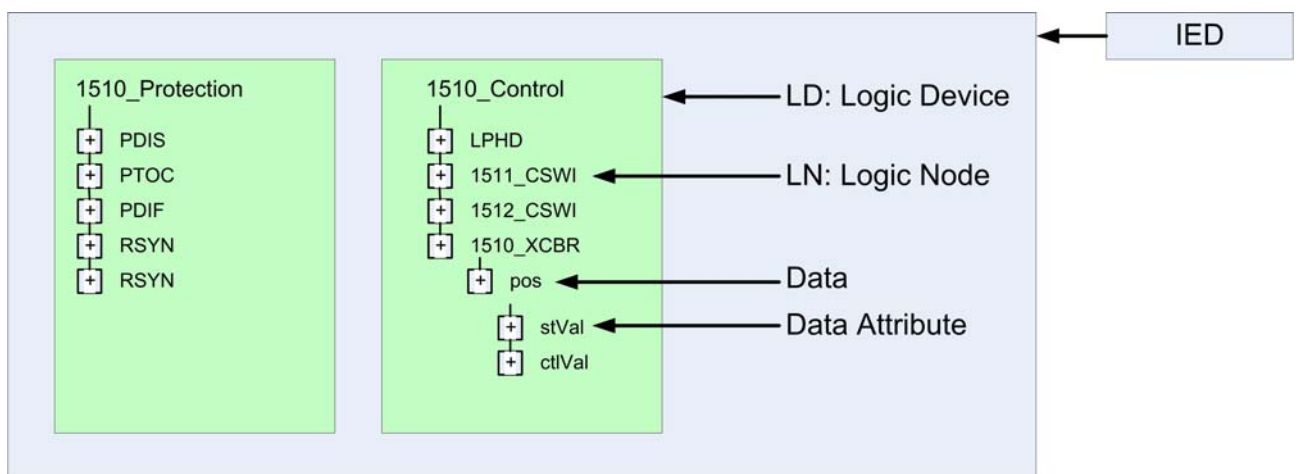 IED
1510_Protection
PDIS
PTOC
PDIF
RSYN
RSYN
1510_Control
LPHD
1511_CSWI
1512_CSWI
1510_XCBR
pos
stVal
ctlVal
LD: Logic Device
LN: Logic Node
Data
Data Attribute